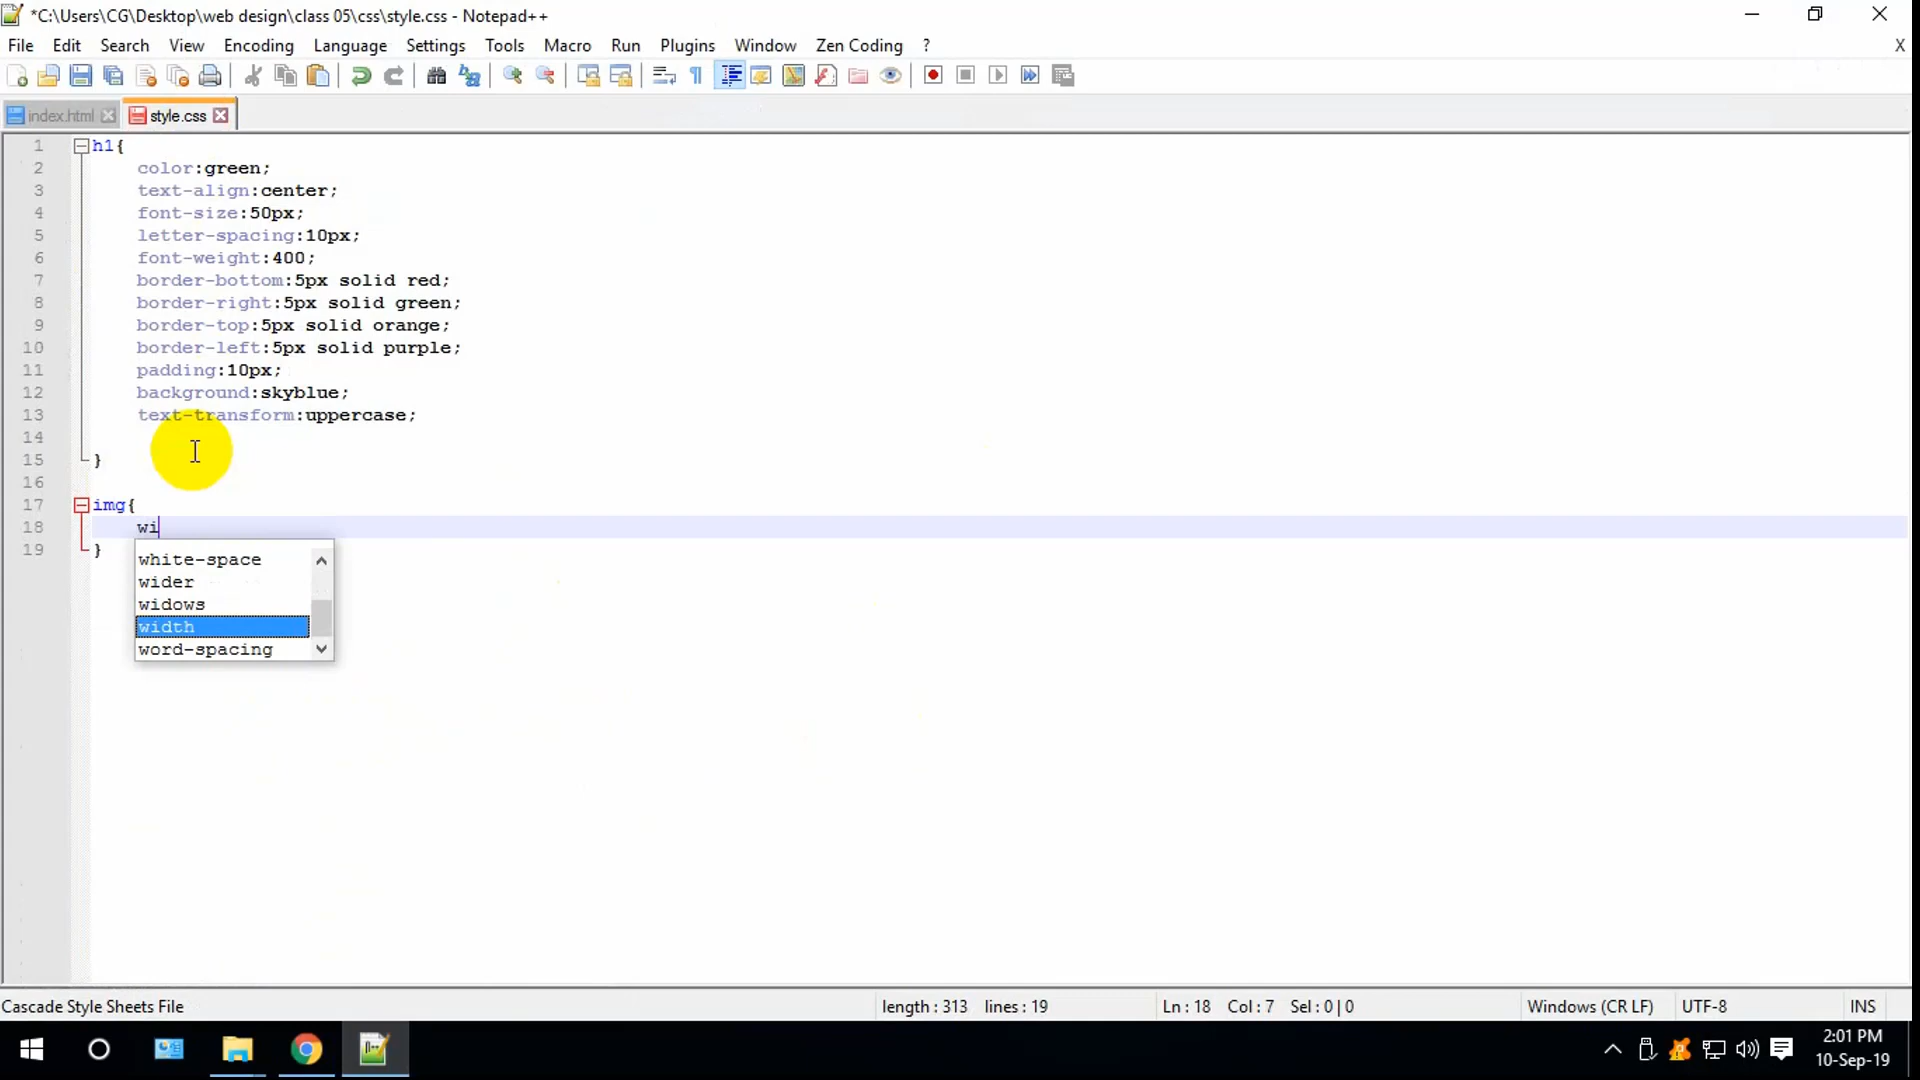 *C:\Users\CG\Desktop\web design\class 05\css\style.css - Notepad++
File Edit Search View Encoding Language Settings Tools Macro Run Plugins Window Zen Coding ? X
index.html style.css
1 h1{
2 color:green;
3 text-align:center;
4 font-size:50px;
5 letter-spacing:10px;
6 font-weight:400;
7 border-bottom:5px solid red;
8 border-right:5px solid green;
9 border-top:5px solid orange;
10 border-left:5px solid purple;
11 padding:10px;
12 background:skyblue;
13 text-transform:uppercase;
14
15 }
16
17 img{
18 wi
19 }
white-space
wider
widows
width
word-spacing
Cascade Style Sheets File length : 313 lines : 19 Ln : 18 Col : 7 Sel : 0 | 0 Windows (CR LF) UTF-8 INS
2:01 PM
10-Sep-19